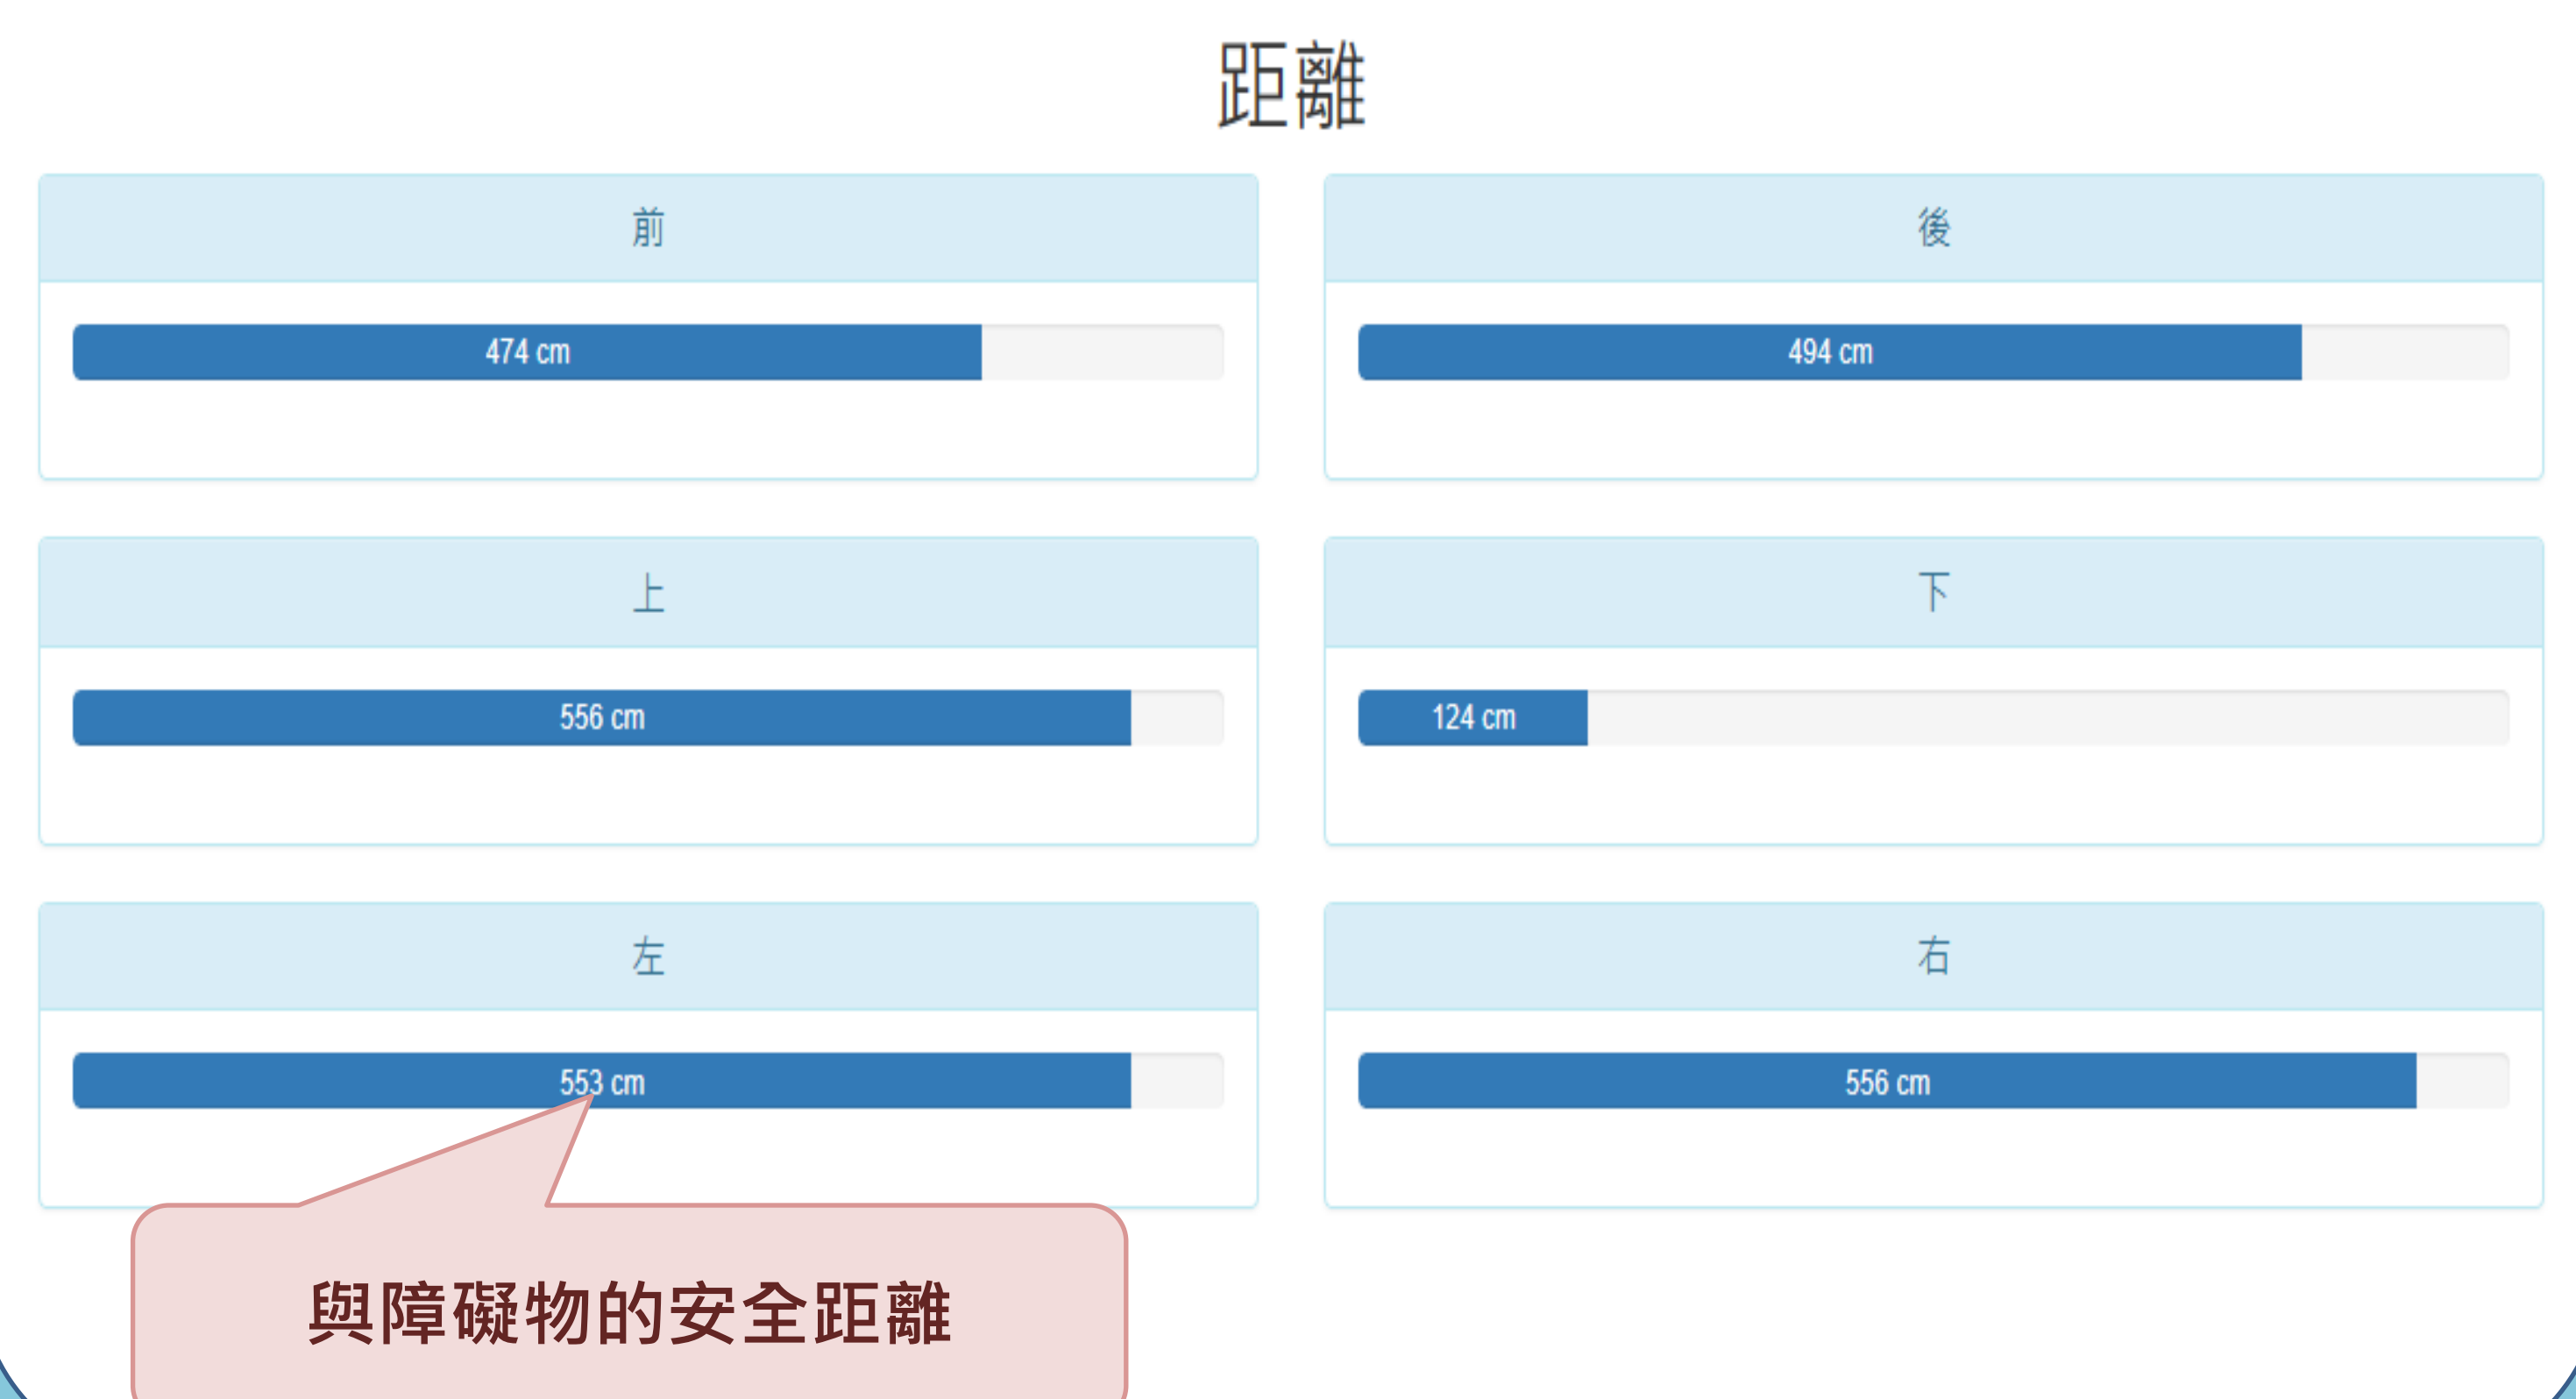 距離
前
後
474 cm
494 cm
上
下
556 cm
124 cm
左
右
553 cm
556 cm
與障礙物的安全距離